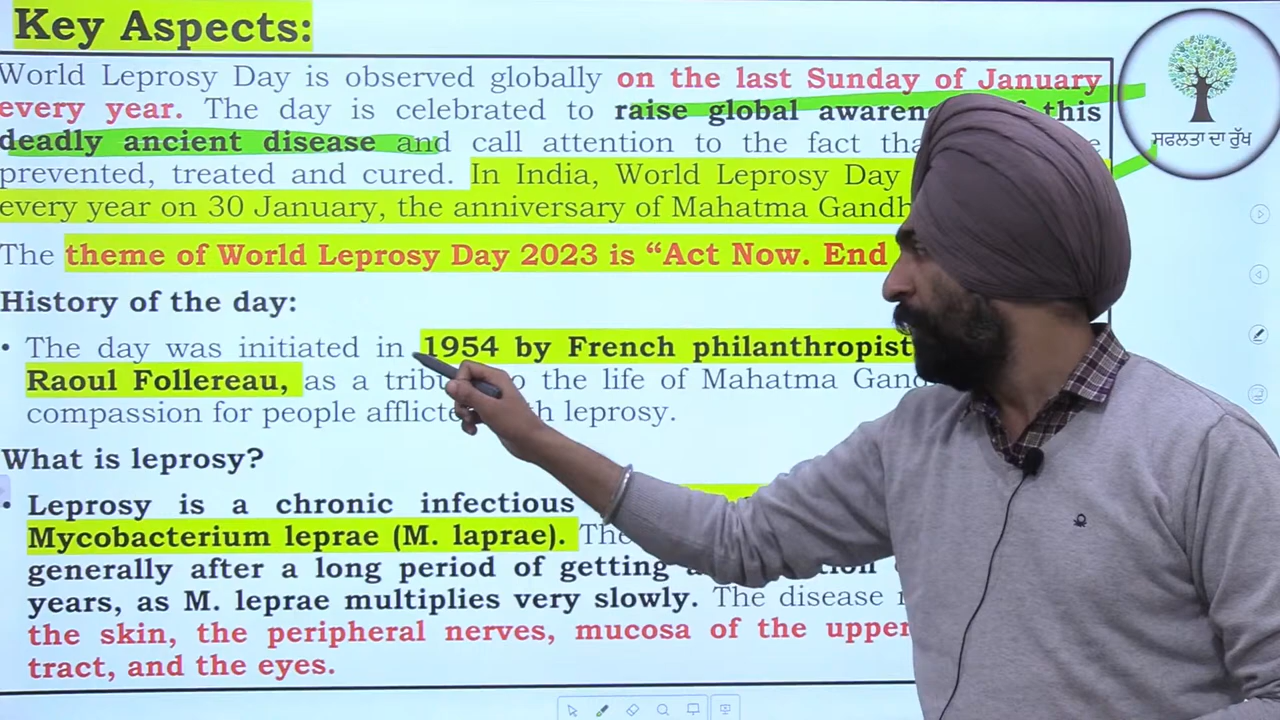 Key Aspects:
World Leprosy Day is observed globally on the last Sunday of January
every year. The day is celebrated to raise global this
deadly ancient disease and call attention to the fact
prevented, treated and cured. In India, World Leprosy Day
every year on 30 January, the anniversary of Mahatma
The theme of World Leprosy Day 2023 is “Act Now. End
History of the day:
• The day was initiated in 1954 by French philanthropist
Raoul Follereau, as a to the life of Mahatma
compassion for people leprosy.
What is leprosy?
• Leprosy is a chronic infectious
Mycobacterium leprae (M. laprae).
generally after a long period of getting
years, as M. leprae multiplies very slowly. The disease
the skin, the peripheral nerves, mucosa of the upper
tract, and the eyes.
ਸਫਲਤਾ ਦਾ ਰੁੱਖ